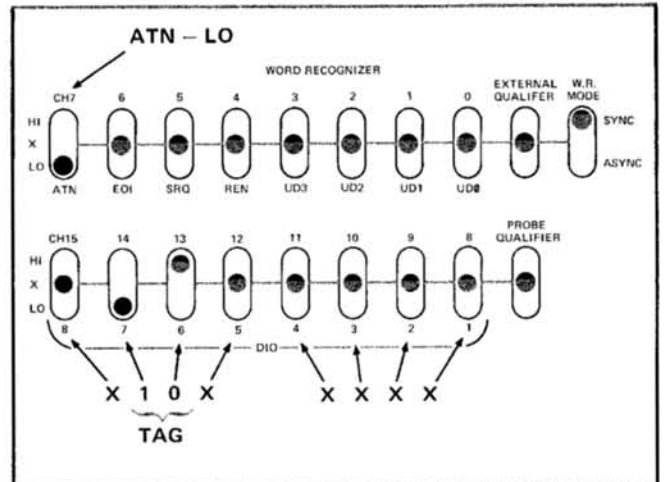 ATN – LO
WORD RECOGNIZER
EXTERNAL QUALIFER
W.R. MODE
CH7 6 5 4 3 2 1 0
HI
X
LO
SYNC
ASYNC
ATN EOI SRQ REN UD3 UD2 UD1 UD0
PROBE QUALIFIER
CH15 14 13 12 11 10 9 8
HI
X
LO
8 7 6 5 4 3 2 1
DIO
X 1 0 X X X X X
TAG